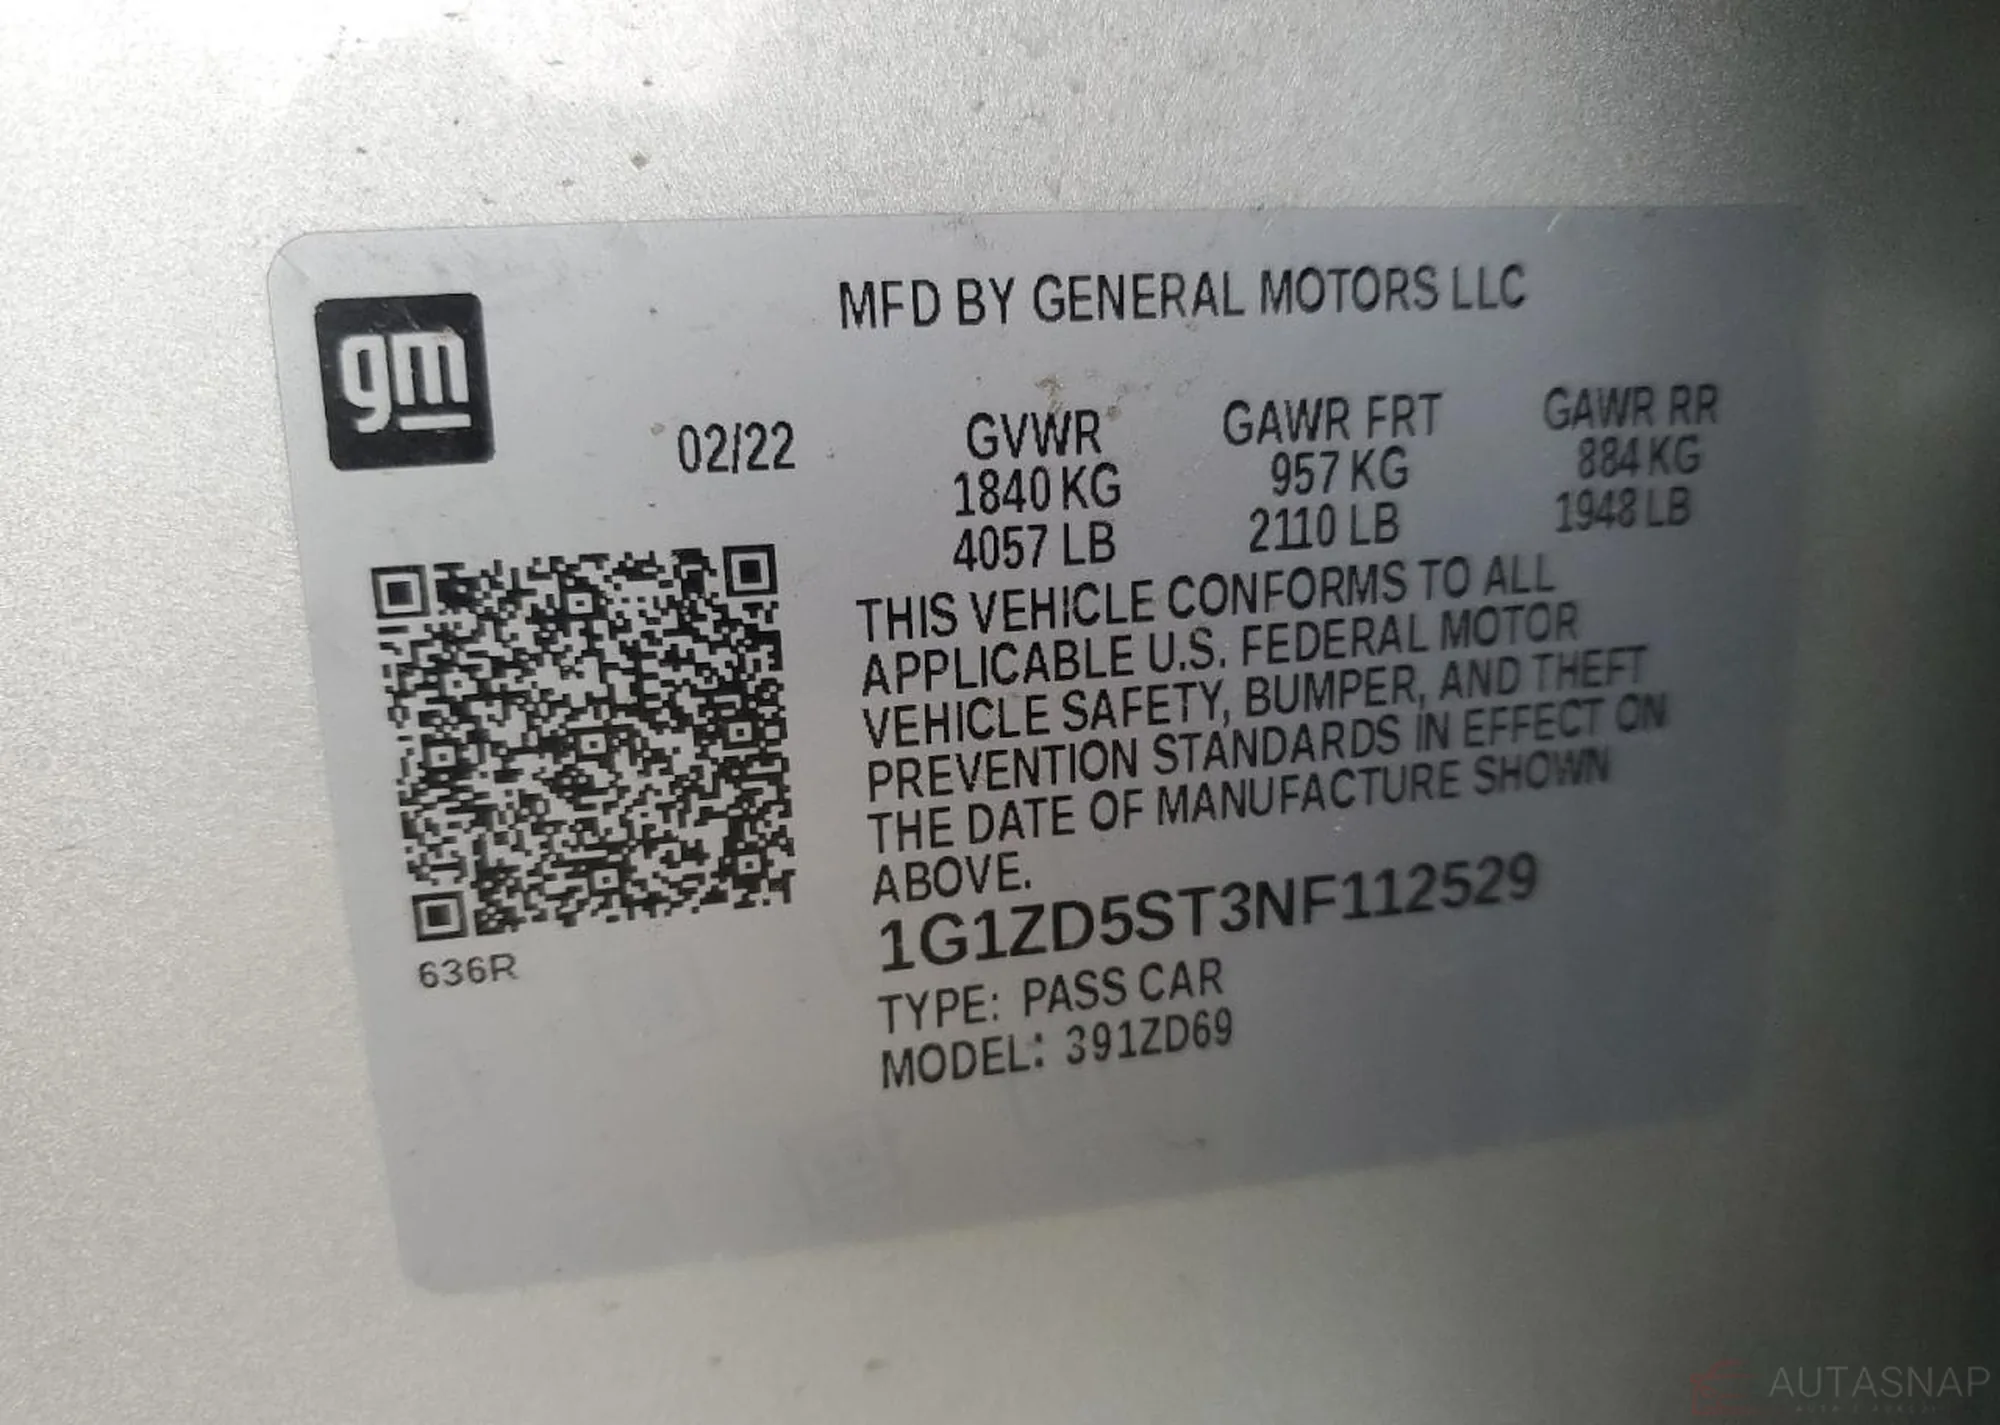 MFD BY GENERAL MOTORS LLC
gm
02/22
GVWR GAWR FRT GAWR RR
1840 KG 957 KG 884 KG
4057 LB 2110 LB 1948 LB
THIS VEHICLE CONFORMS TO ALL
APPLICABLE U.S. FEDERAL MOTOR
VEHICLE SAFETY, BUMPER, AND THEFT
PREVENTION STANDARDS IN EFFECT ON
THE DATE OF MANUFACTURE SHOWN
ABOVE.
1G1ZD5ST3NF112529
TYPE: PASS CAR
MODEL: 391ZD69
636R
AUTASNAP